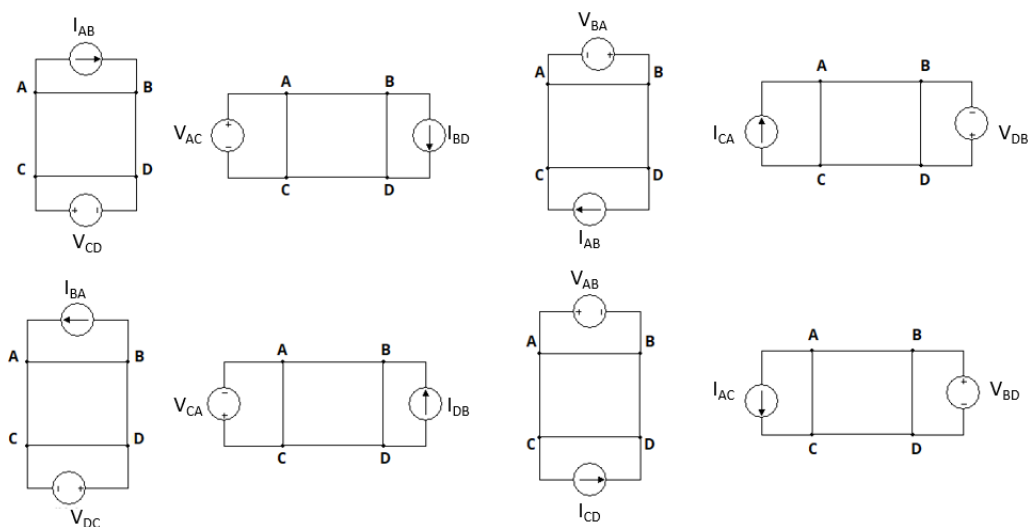 I_AB
A B
C D
V_CD
A B
V_AC I_BD
C D
V_BA
A B
C D
I_AB
A B
I_CA V_DB
C D
I_BA
A B
C D
V_DC
A B
V_CA I_DB
C D
V_AB
A B
C D
I_CD
A B
I_AC V_BD
C D